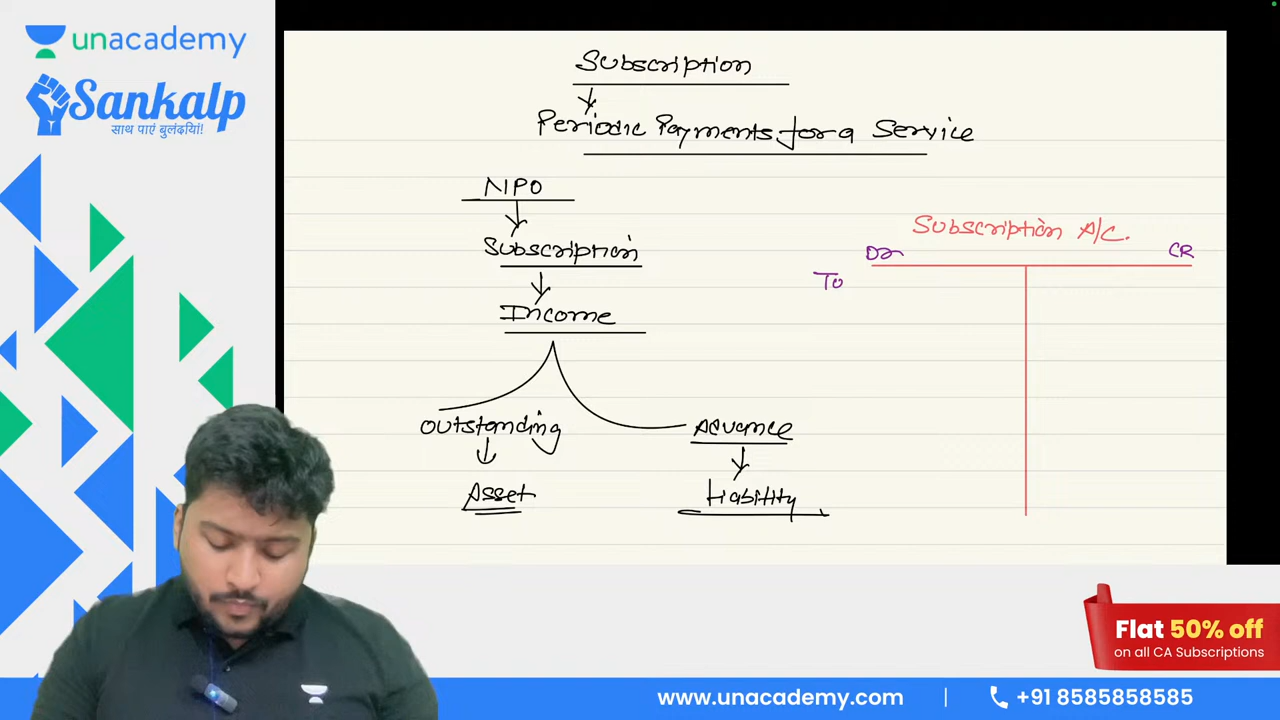 unacademy
Sankalp
साथ पाएं बुलंदियां!
Subscription
Periodic Payments for a Service
NPO
Subscription
Income
Outstanding
Asset
Advance
Liability
Subscription A/C.
Dr
CR
To
Flat 50% off
on all CA Subscriptions
www.unacademy.com
+91 8585858585